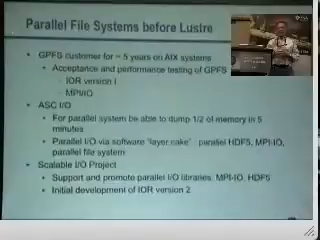 Parallel File Systems before Lustre
GPFS customer for ~ 5 years on AIX systems
Acceptance and performance testing of GPFS
IOR version I
MPI/IO
ASC I/O
For parallel system be able to dump 1/2 of memory in 5
minutes
Parallel I/O via software "layer cake" : parallel HDF5, MPI-IO,
parallel file system
Scalable I/O Project
Support and promote parallel I/O libraries: MPI-IO, HDF5
Initial development of IOR version 2